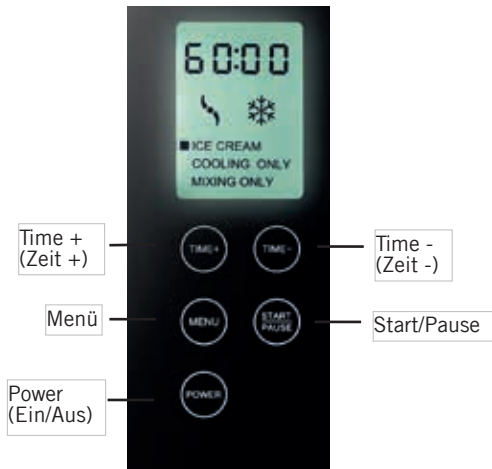 60:00
ICE CREAM
COOLING ONLY
MIXING ONLY
Time +
(Zeit +)
TIME+
TIME-
Time -
(Zeit -)
Menü
MENU
START
PAUSE
Start/Pause
Power
(Ein/Aus)
POWER